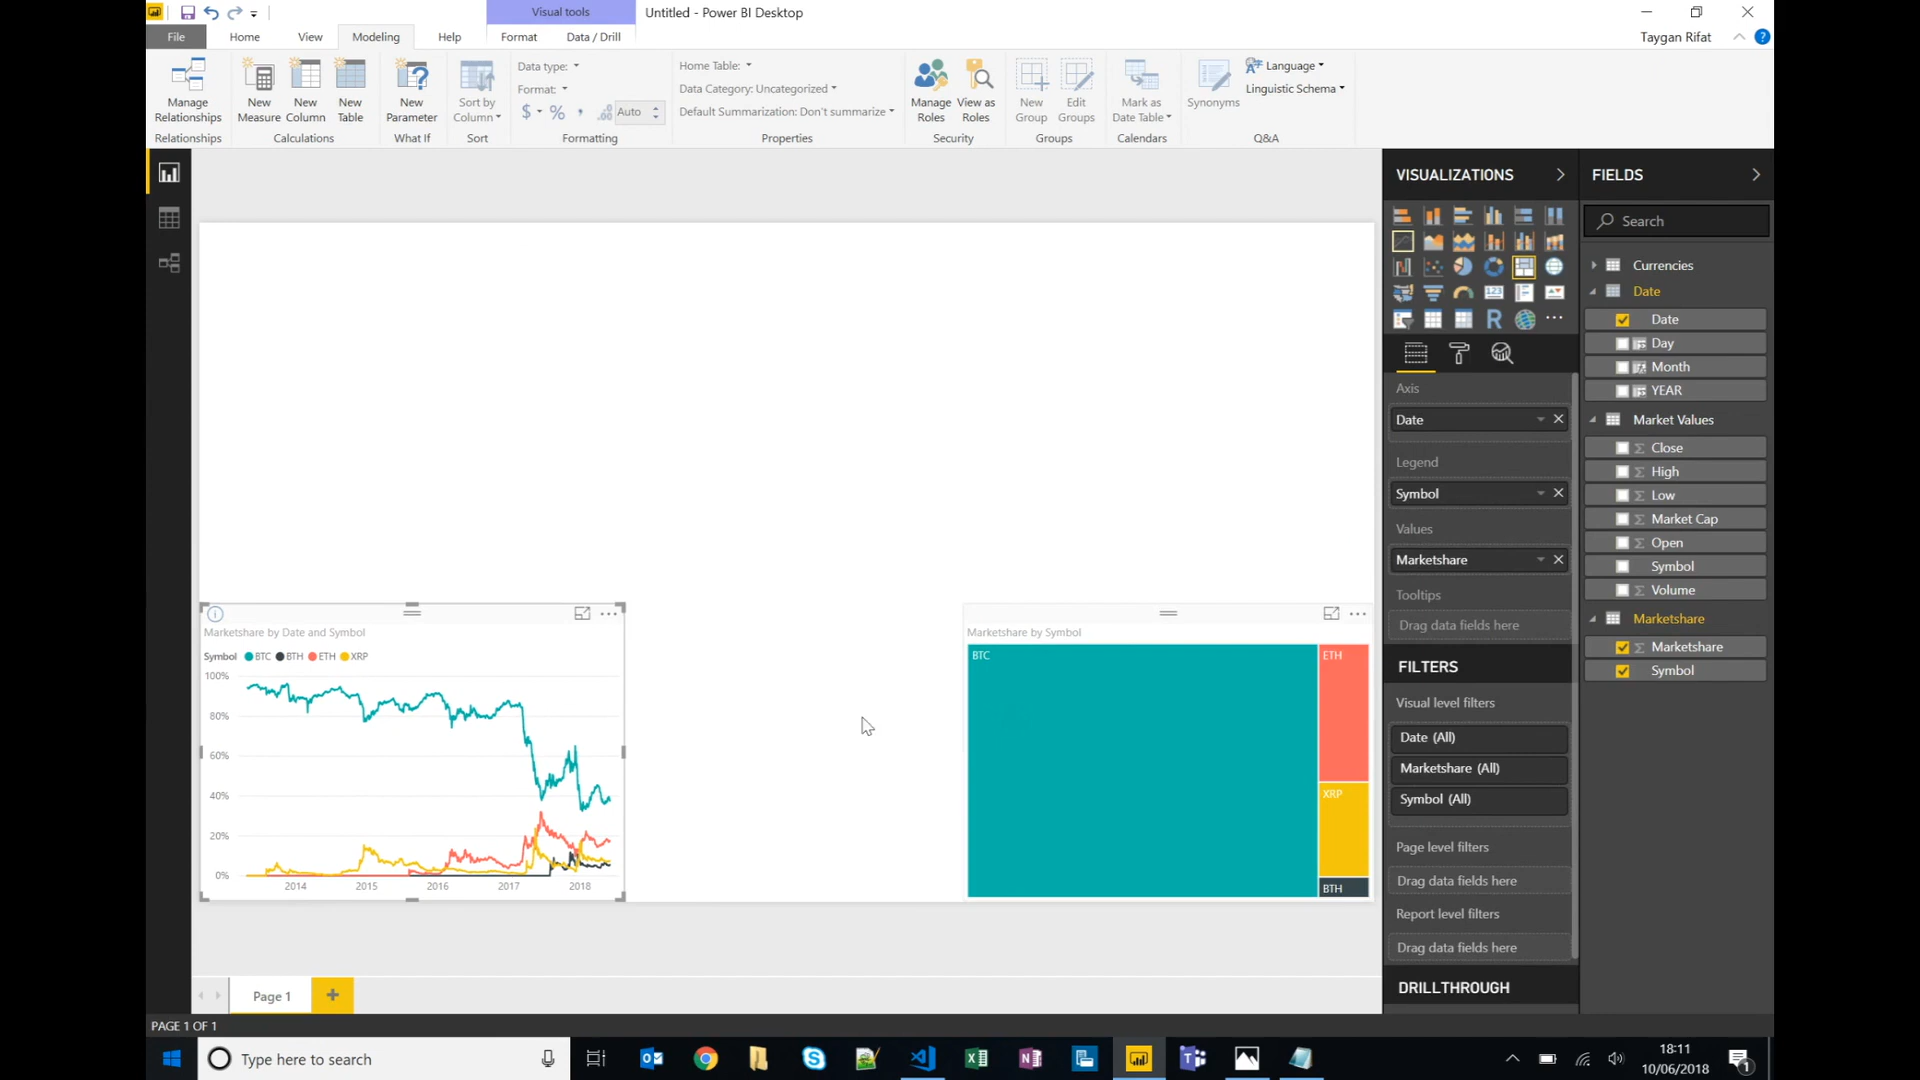 Visual tools
Untitled - Power BI Desktop
File
Home
View
Modeling
Help
Format
Data / Drill
Taygan Rifat
Manage Relationships
Relationships
New Measure
New Column
New Table
Calculations
New Parameter
What If
Sort by Column
Sort
Data type:
Format:
$
%
Auto
Formatting
Home Table:
Data Category: Uncategorized
Default Summarization: Don't summarize
Properties
Manage Roles
View as Roles
Security
New Group
Edit Groups
Groups
Mark as Date Table
Calendars
Synonyms
Language
Linguistic Schema
Q&A
Marketshare by Date and Symbol
Symbol BTC BTH ETH XRP
100%
80%
60%
40%
20%
0%
2014 2015 2016 2017 2018
Marketshare by Symbol
BTC
ETH
XRP
BTH
VISUALIZATIONS
123
R
Axis
Date
Legend
Symbol
Values
Marketshare
Tooltips
Drag data fields here
FILTERS
Visual level filters
Date (All)
Marketshare (All)
Symbol (All)
Page level filters
Drag data fields here
Report level filters
Drag data fields here
DRILLTHROUGH
FIELDS
Search
Currencies
Date
Date
Day
Month
YEAR
Market Values
Close
High
Low
Market Cap
Open
Symbol
Volume
Marketshare
Marketshare
Symbol
Page 1
PAGE 1 OF 1
Type here to search
18:11
10/06/2018
1